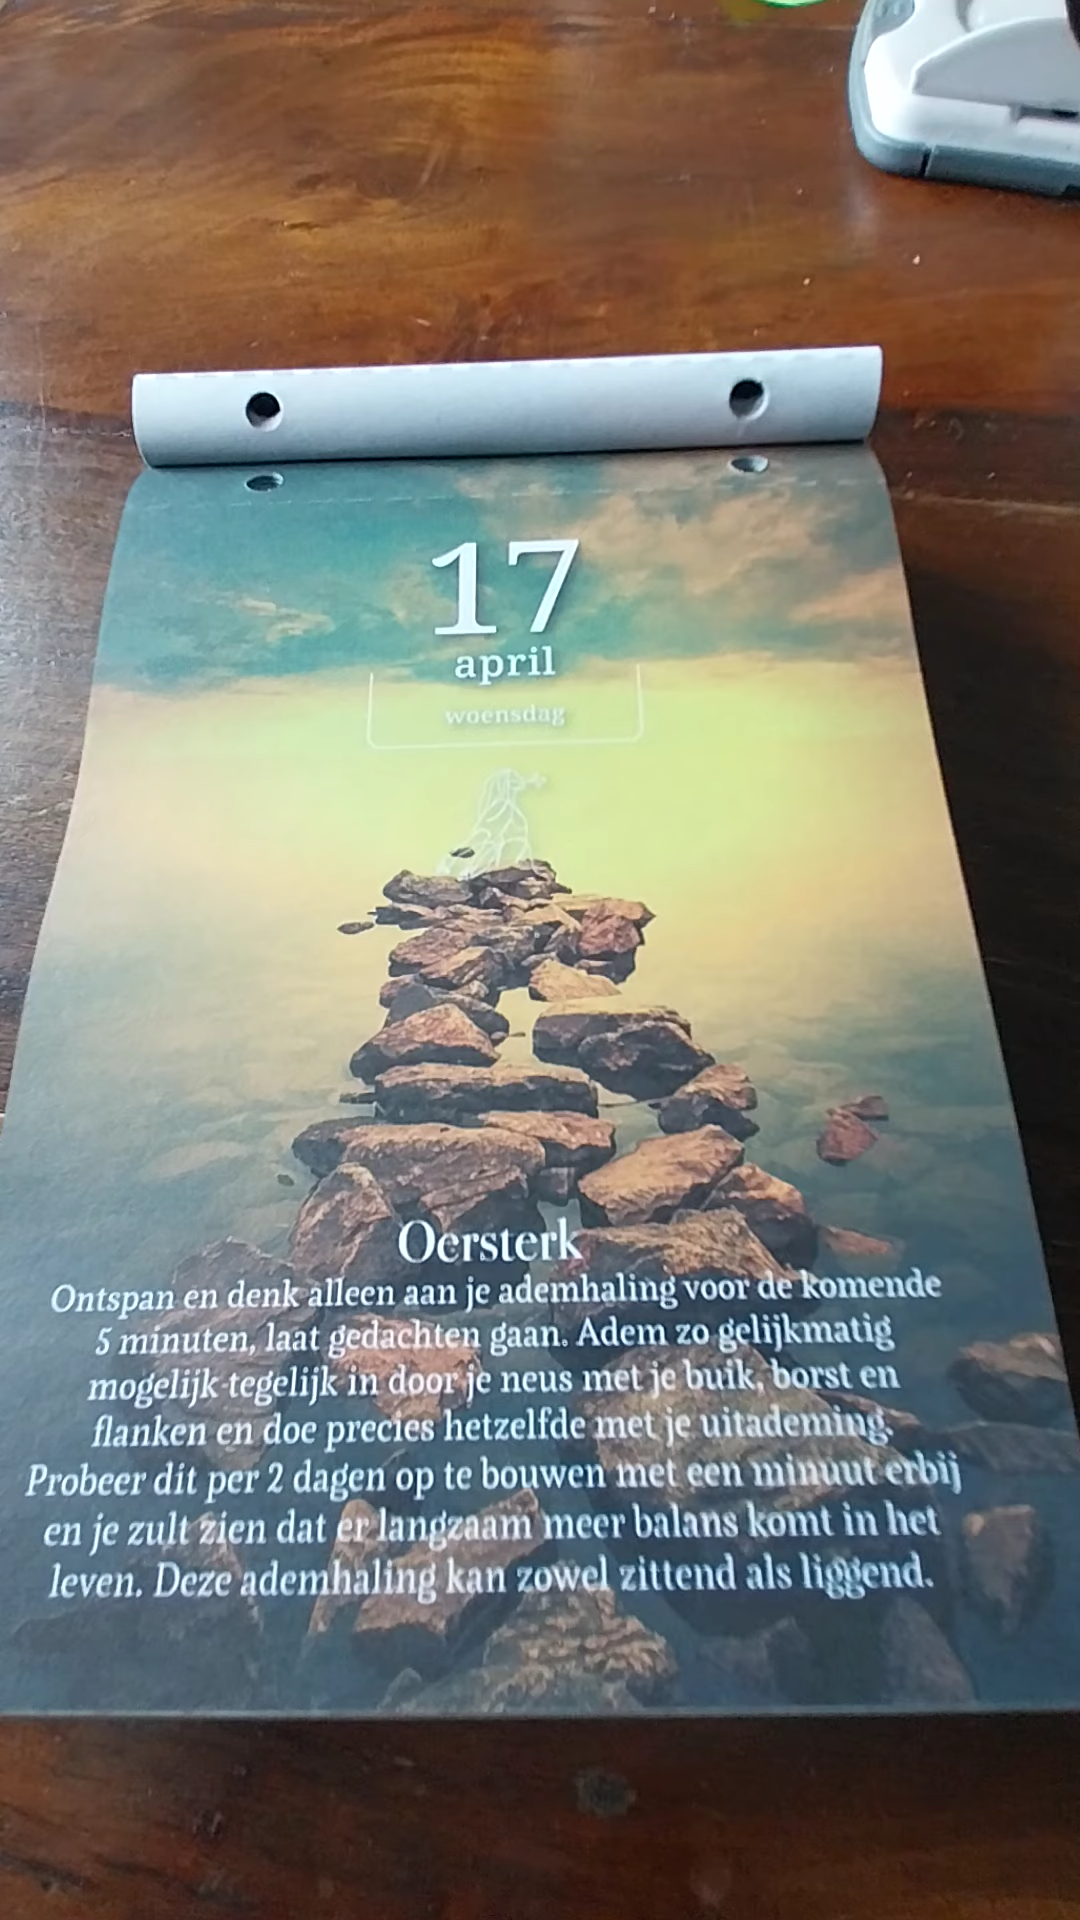 17
april
woensdag
Oersterk
Ontspan en denk alleen aan je ademhaling voor de komende
5 minuten, laat gedachten gaan. Adem zo gelijkmatig
mogelijk tegelijk in door je neus met je buik, borst en
flanken en doe precies hetzelfde met je uitademing.
Probeer dit per 2 dagen op te bouwen met een minuut erbij
en je zult zien dat er langzaam meer balans komt in het
leven. Deze ademhaling kan zowel zittend als liggend.